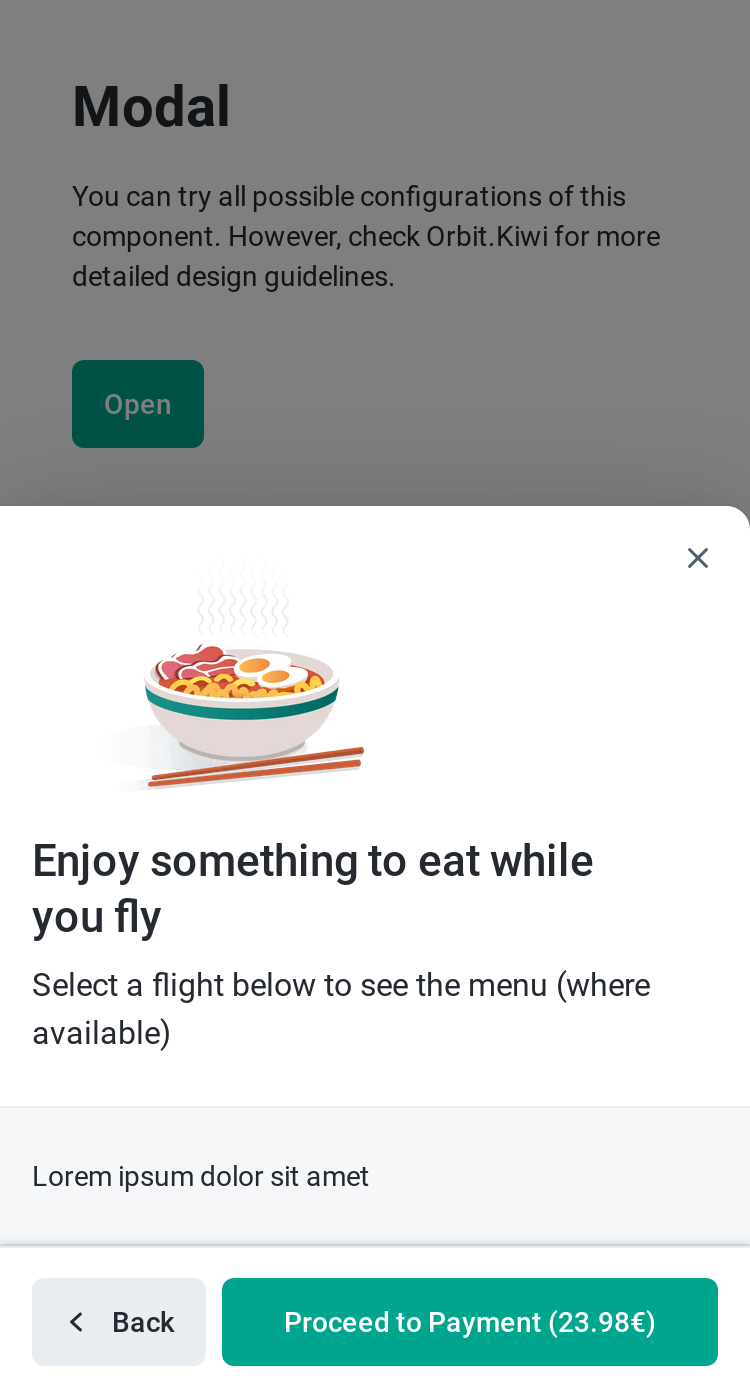 Modal
You can try all possible configurations of this
component. However, check Orbit.Kiwi for more
detailed design guidelines.
Open
Enjoy something to eat while
you fly
Select a flight below to see the menu (where
available)
Lorem ipsum dolor sit amet
Back
Proceed to Payment (23.98€)